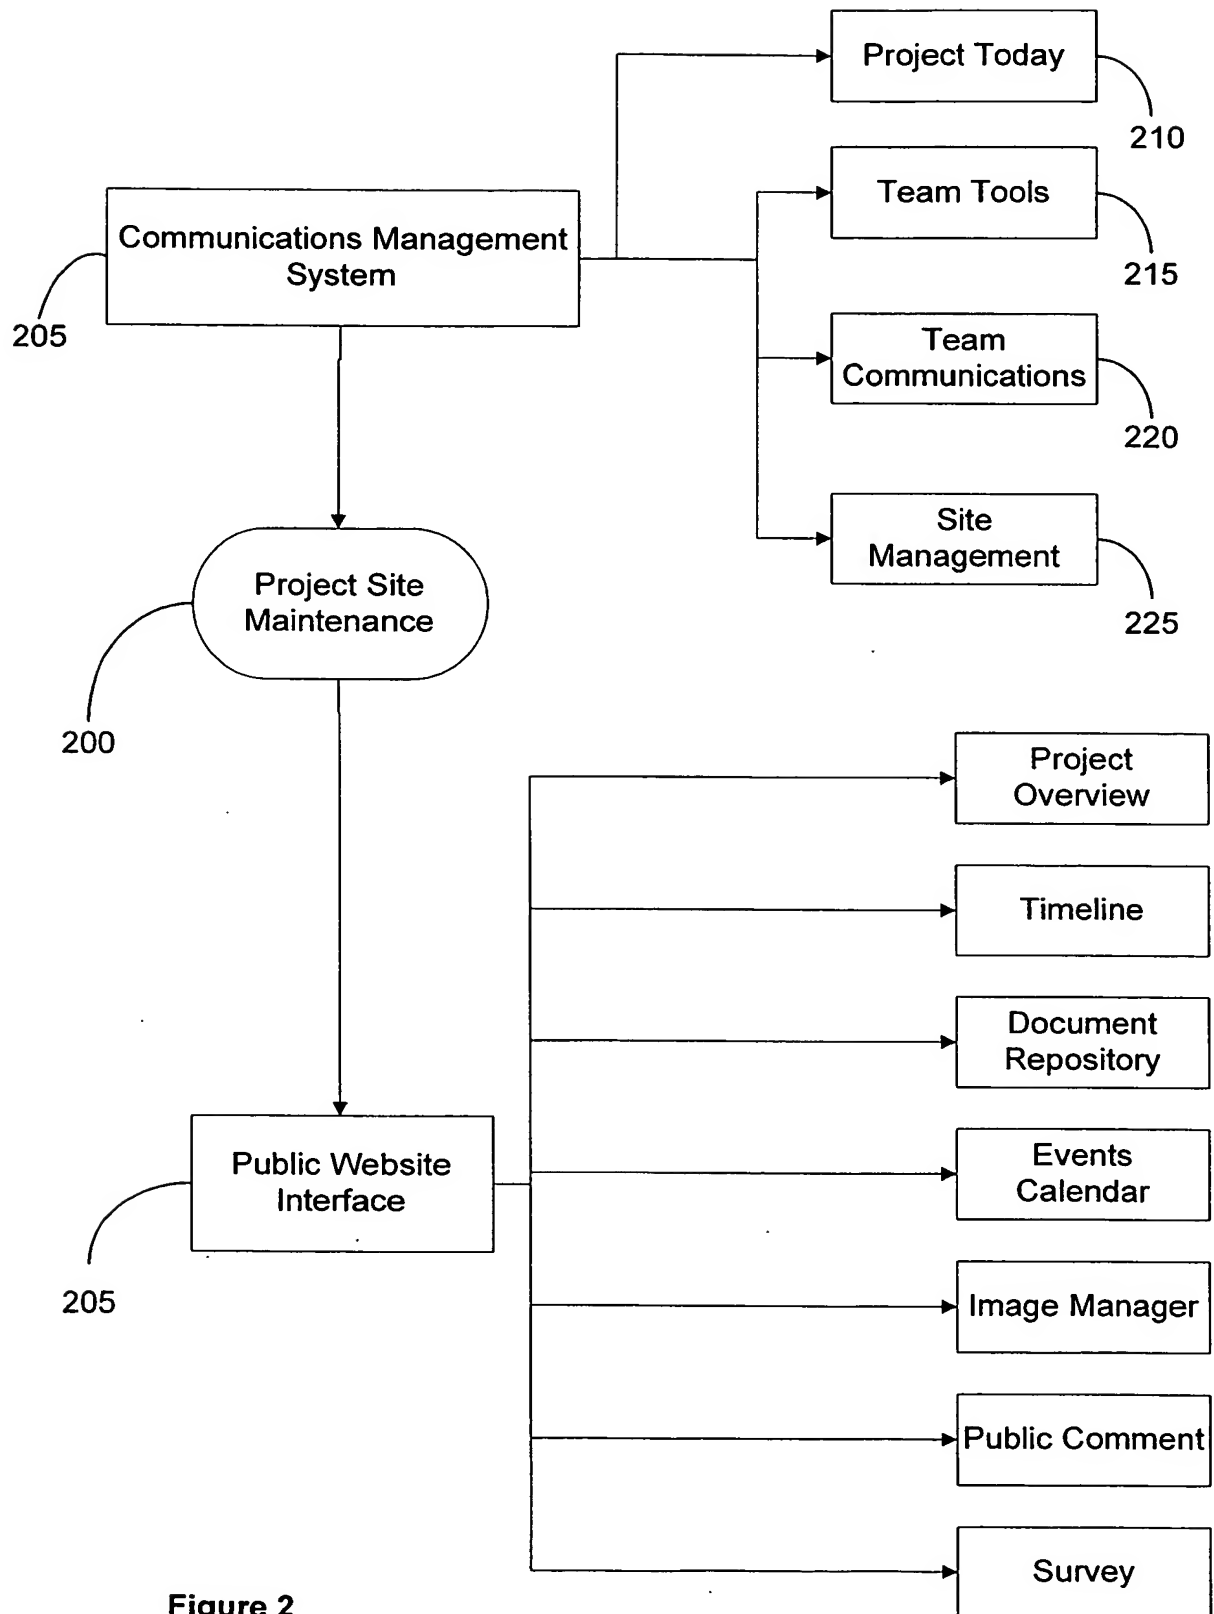 Project Today
210
Team Tools
215
Communications Management
System
205
Team
Communications
220
Site
Management
225
Project Site
Maintenance
200
Project
Overview
Timeline
Document
Repository
Public Website
Interface
205
Events
Calendar
Image Manager
Public Comment
Survey
Figure 2